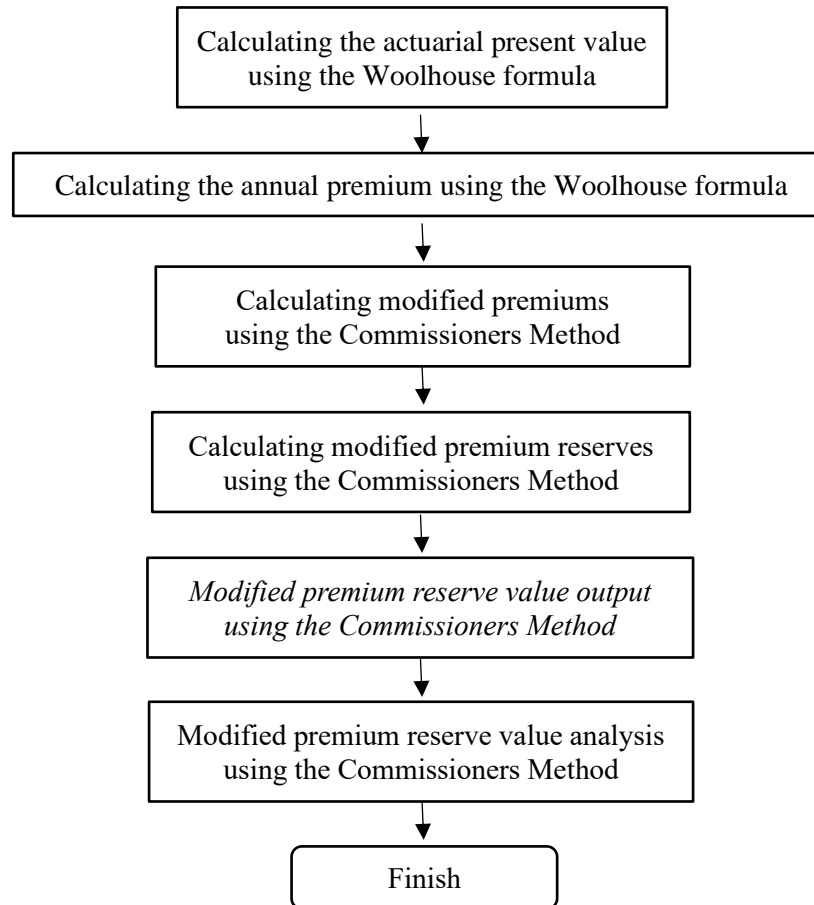 Calculating the actuarial present value
using the Woolhouse formula
Calculating the annual premium using the Woolhouse formula
Calculating modified premiums
using the Commissioners Method
Calculating modified premium reserves
using the Commissioners Method
Modified premium reserve value output
using the Commissioners Method
Modified premium reserve value analysis
using the Commissioners Method
Finish